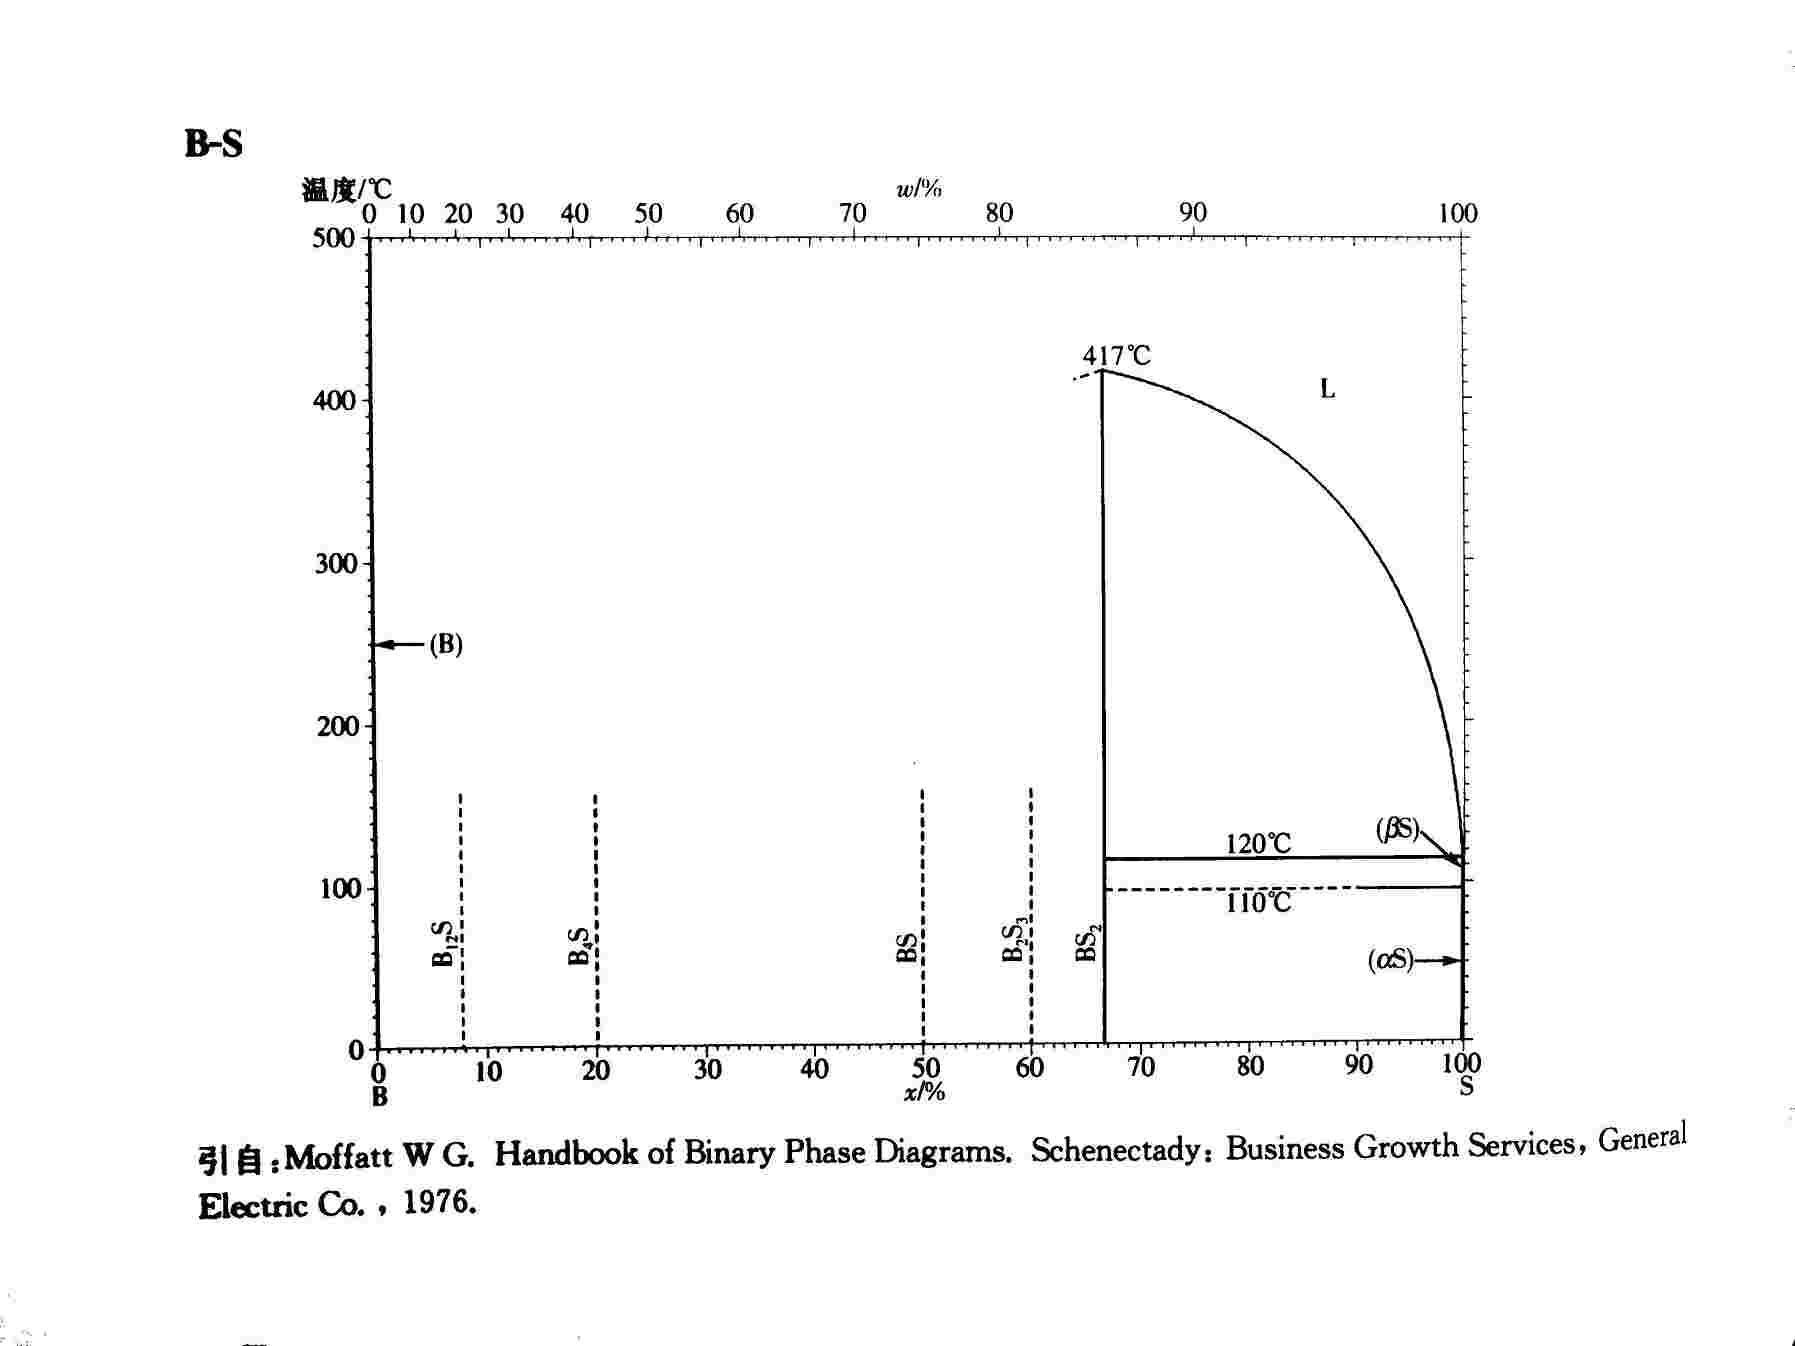 B-S
温度/℃
w/%
0 10 20 30 40 50 60 70 80 90 100
500
417℃
L
400
300
(B)
200
(βS)
120℃
100
110℃
B₁₂S
B₄S
BS
B₂S₃
BS₂
(αS)
0
0 10 20 30 40 50 60 70 80 90 100
B
x/%
S
引自:Moffatt W G. Handbook of Binary Phase Diagrams. Schenectady: Business Growth Services, General
Electric Co. , 1976.